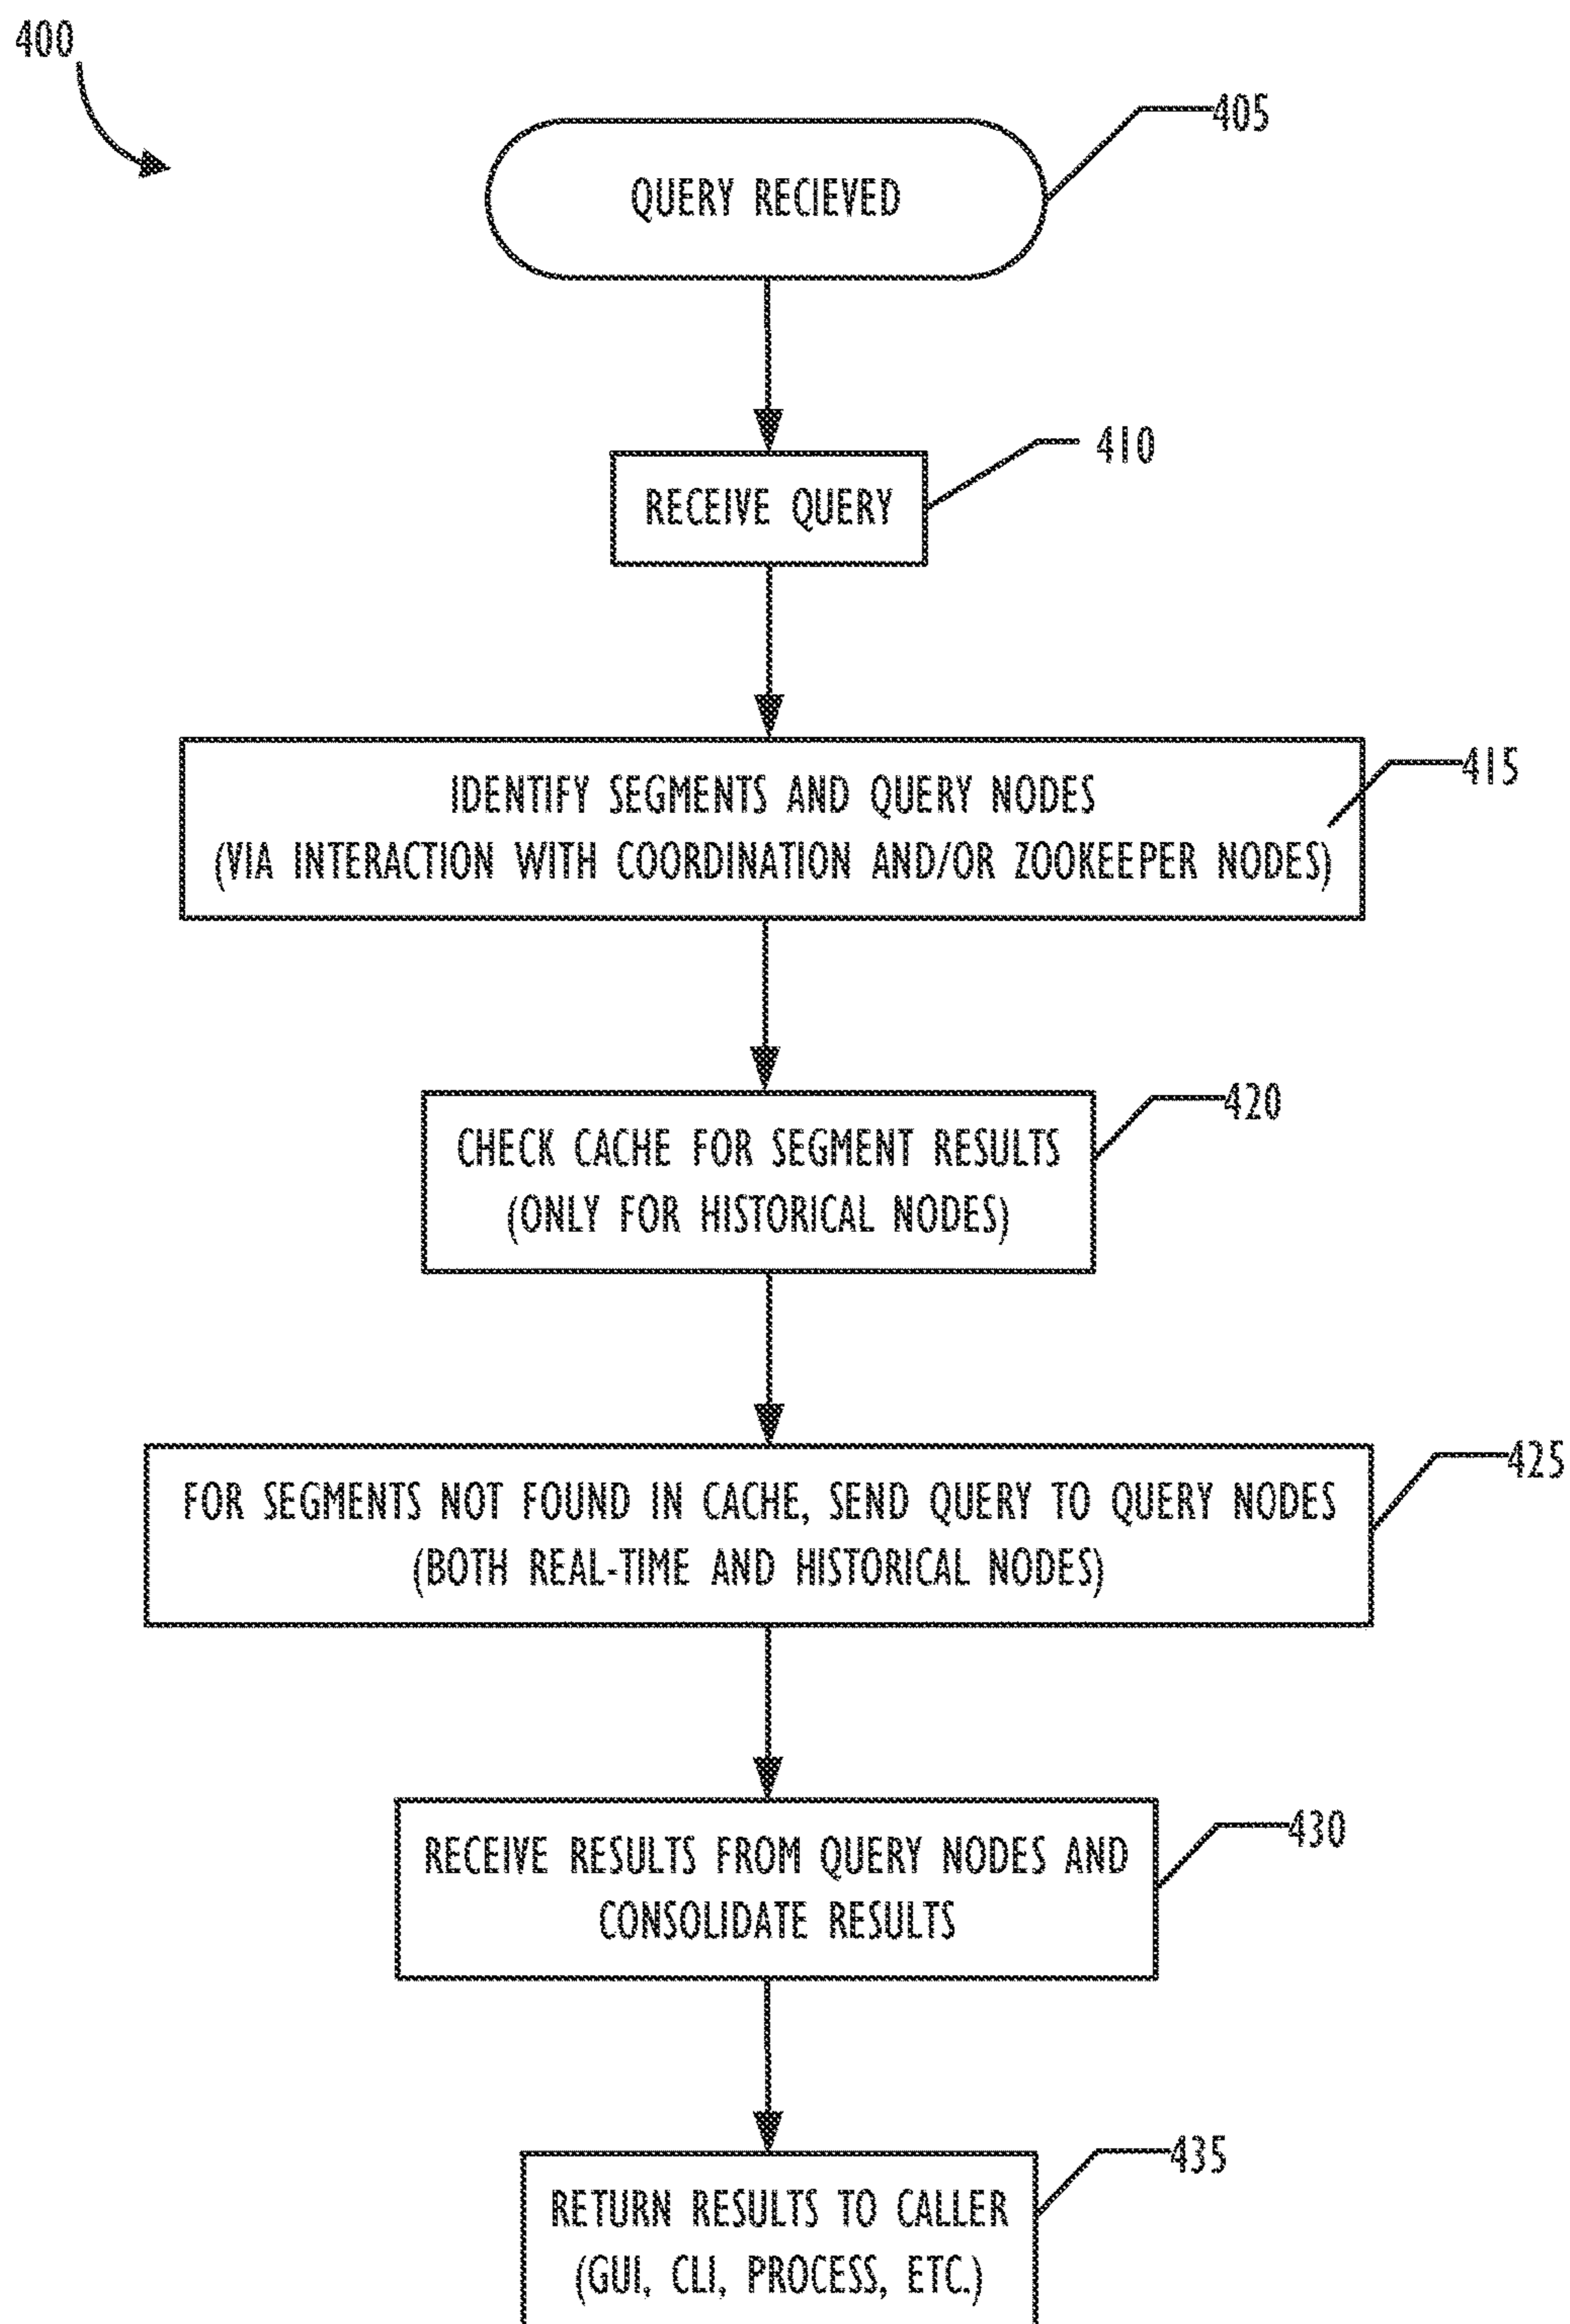 400
405
QUERY RECIEVED
410
RECEIVE QUERY
415
IDENTIFY SEGMENTS AND QUERY NODES
(VIA INTERACTION WITH COORDINATION AND/OR ZOOKEEPER NODES)
420
CHECK CACHE FOR SEGMENT RESULTS
(ONLY FOR HISTORICAL NODES)
425
FOR SEGMENTS NOT FOUND IN CACHE, SEND QUERY TO QUERY NODES
(BOTH REAL-TIME AND HISTORICAL NODES)
430
RECEIVE RESULTS FROM QUERY NODES AND
CONSOLIDATE RESULTS
435
RETURN RESULTS TO CALLER
(GUI, CLI, PROCESS, ETC.)